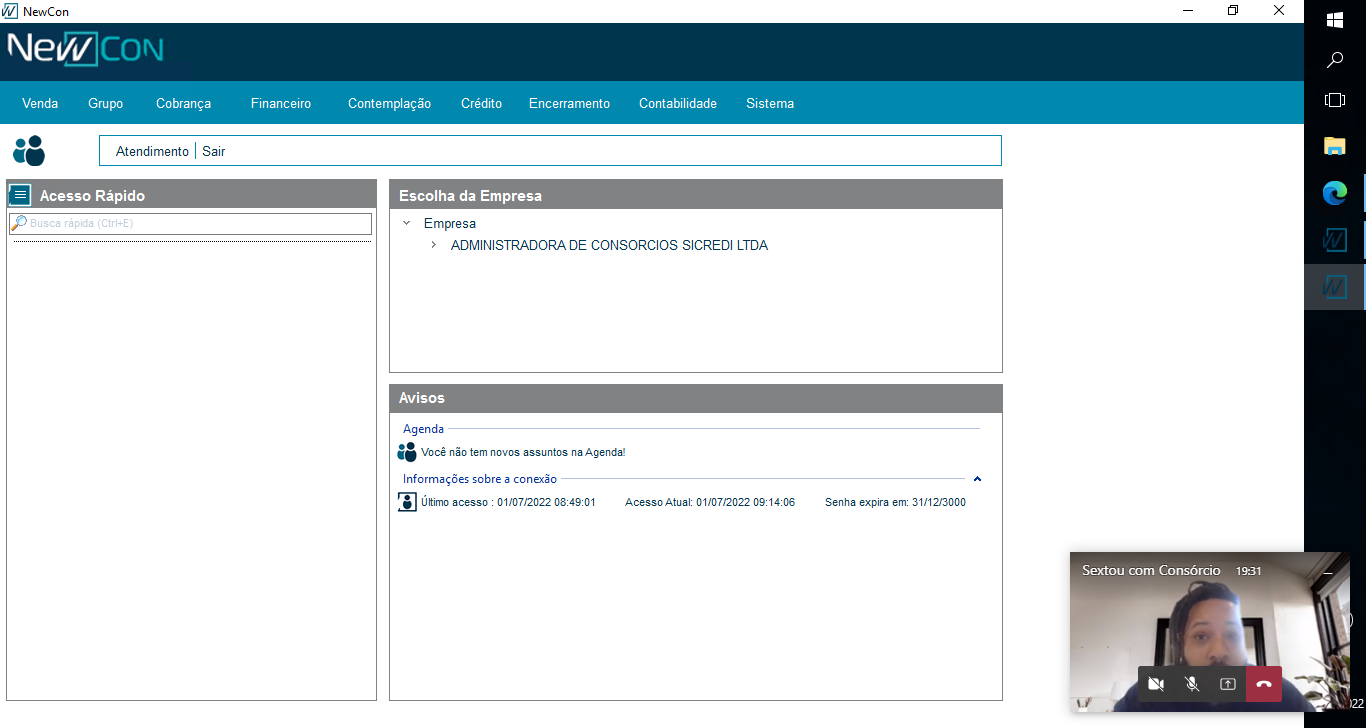 NewCon
NewCon
Venda Grupo Cobrança Financeiro Contemplação Crédito Encerramento Contabilidade Sistema
Atendimento Sair
Acesso Rápido
Busca rápida (Ctrl+E)
Escolha da Empresa
Empresa
ADMINISTRADORA DE CONSORCIOS SICREDI LTDA
Avisos
Agenda
Você não tem novos assuntos na Agenda!
Informações sobre a conexão
Último acesso : 01/07/2022 08:49:01 Acesso Atual: 01/07/2022 09:14:06 Senha expira em: 31/12/3000
Sextou com Consórcio 19:31
022